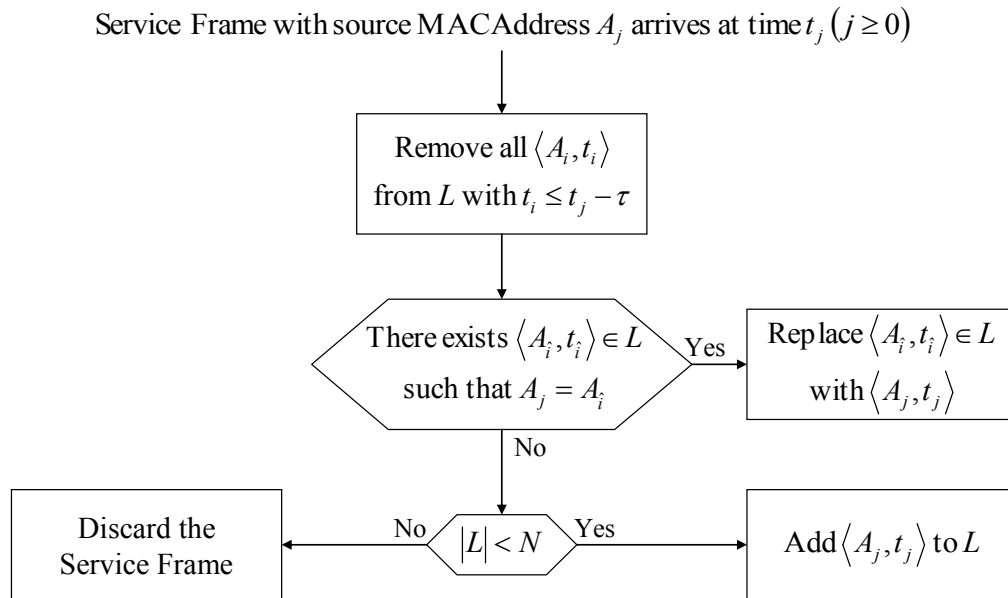 Service Frame with source MACAddress A_j arrives at time t_j (j ≥ 0)
Remove all ⟨A_i, t_i⟩
from L with t_i ≤ t_j − τ
There exists ⟨A_î, t_î⟩ ∈ L
such that A_j = A_î
Yes
Replace ⟨A_î, t_î⟩ ∈ L
with ⟨A_j, t_j⟩
No
Discard the
Service Frame
No
|L| < N
Yes
Add ⟨A_j, t_j⟩ to L